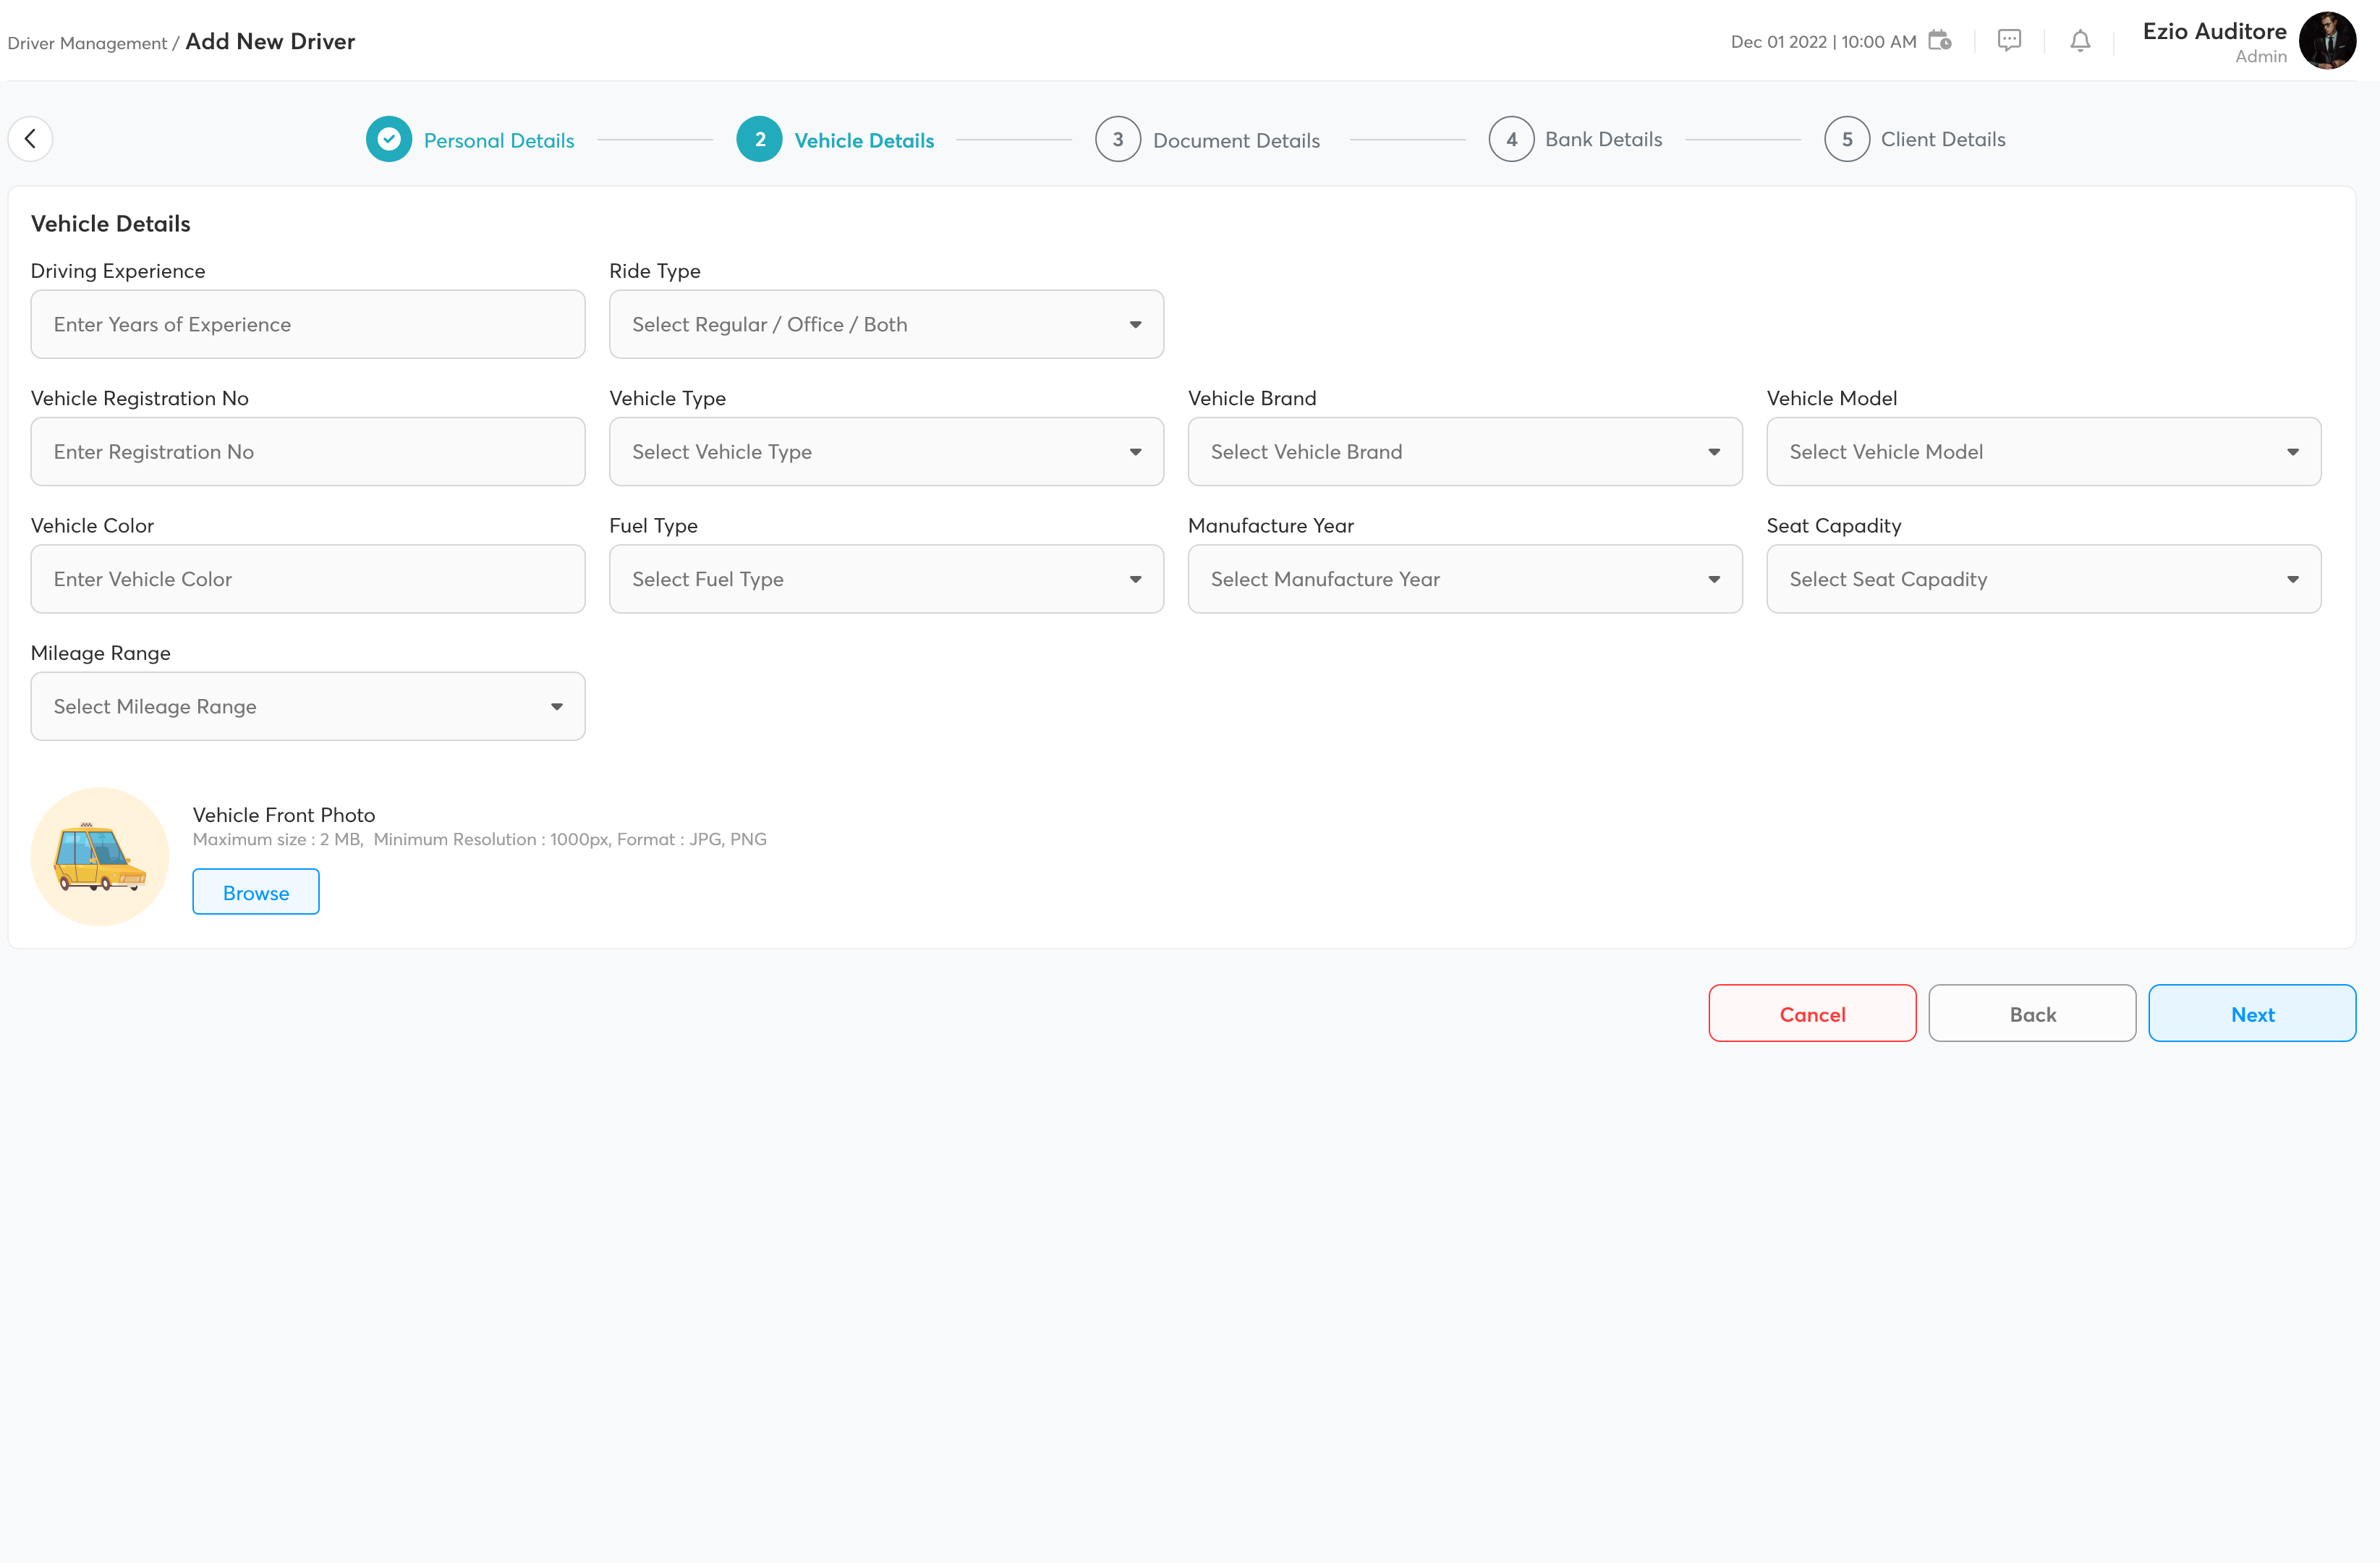 Driver Management / Add New Driver
Dec 01 2022 | 10:00 AM
Ezio Auditore
Admin
Personal Details
2 Vehicle Details
3 Document Details
4 Bank Details
5 Client Details
Vehicle Details
Driving Experience
Ride Type
Enter Years of Experience
Select Regular / Office / Both
Vehicle Registration No
Vehicle Type
Vehicle Brand
Vehicle Model
Enter Registration No
Select Vehicle Type
Select Vehicle Brand
Select Vehicle Model
Vehicle Color
Fuel Type
Manufacture Year
Seat Capadity
Enter Vehicle Color
Select Fuel Type
Select Manufacture Year
Select Seat Capadity
Mileage Range
Select Mileage Range
Vehicle Front Photo
Maximum size : 2 MB,  Minimum Resolution : 1000px, Format : JPG, PNG
Browse
Cancel
Back
Next